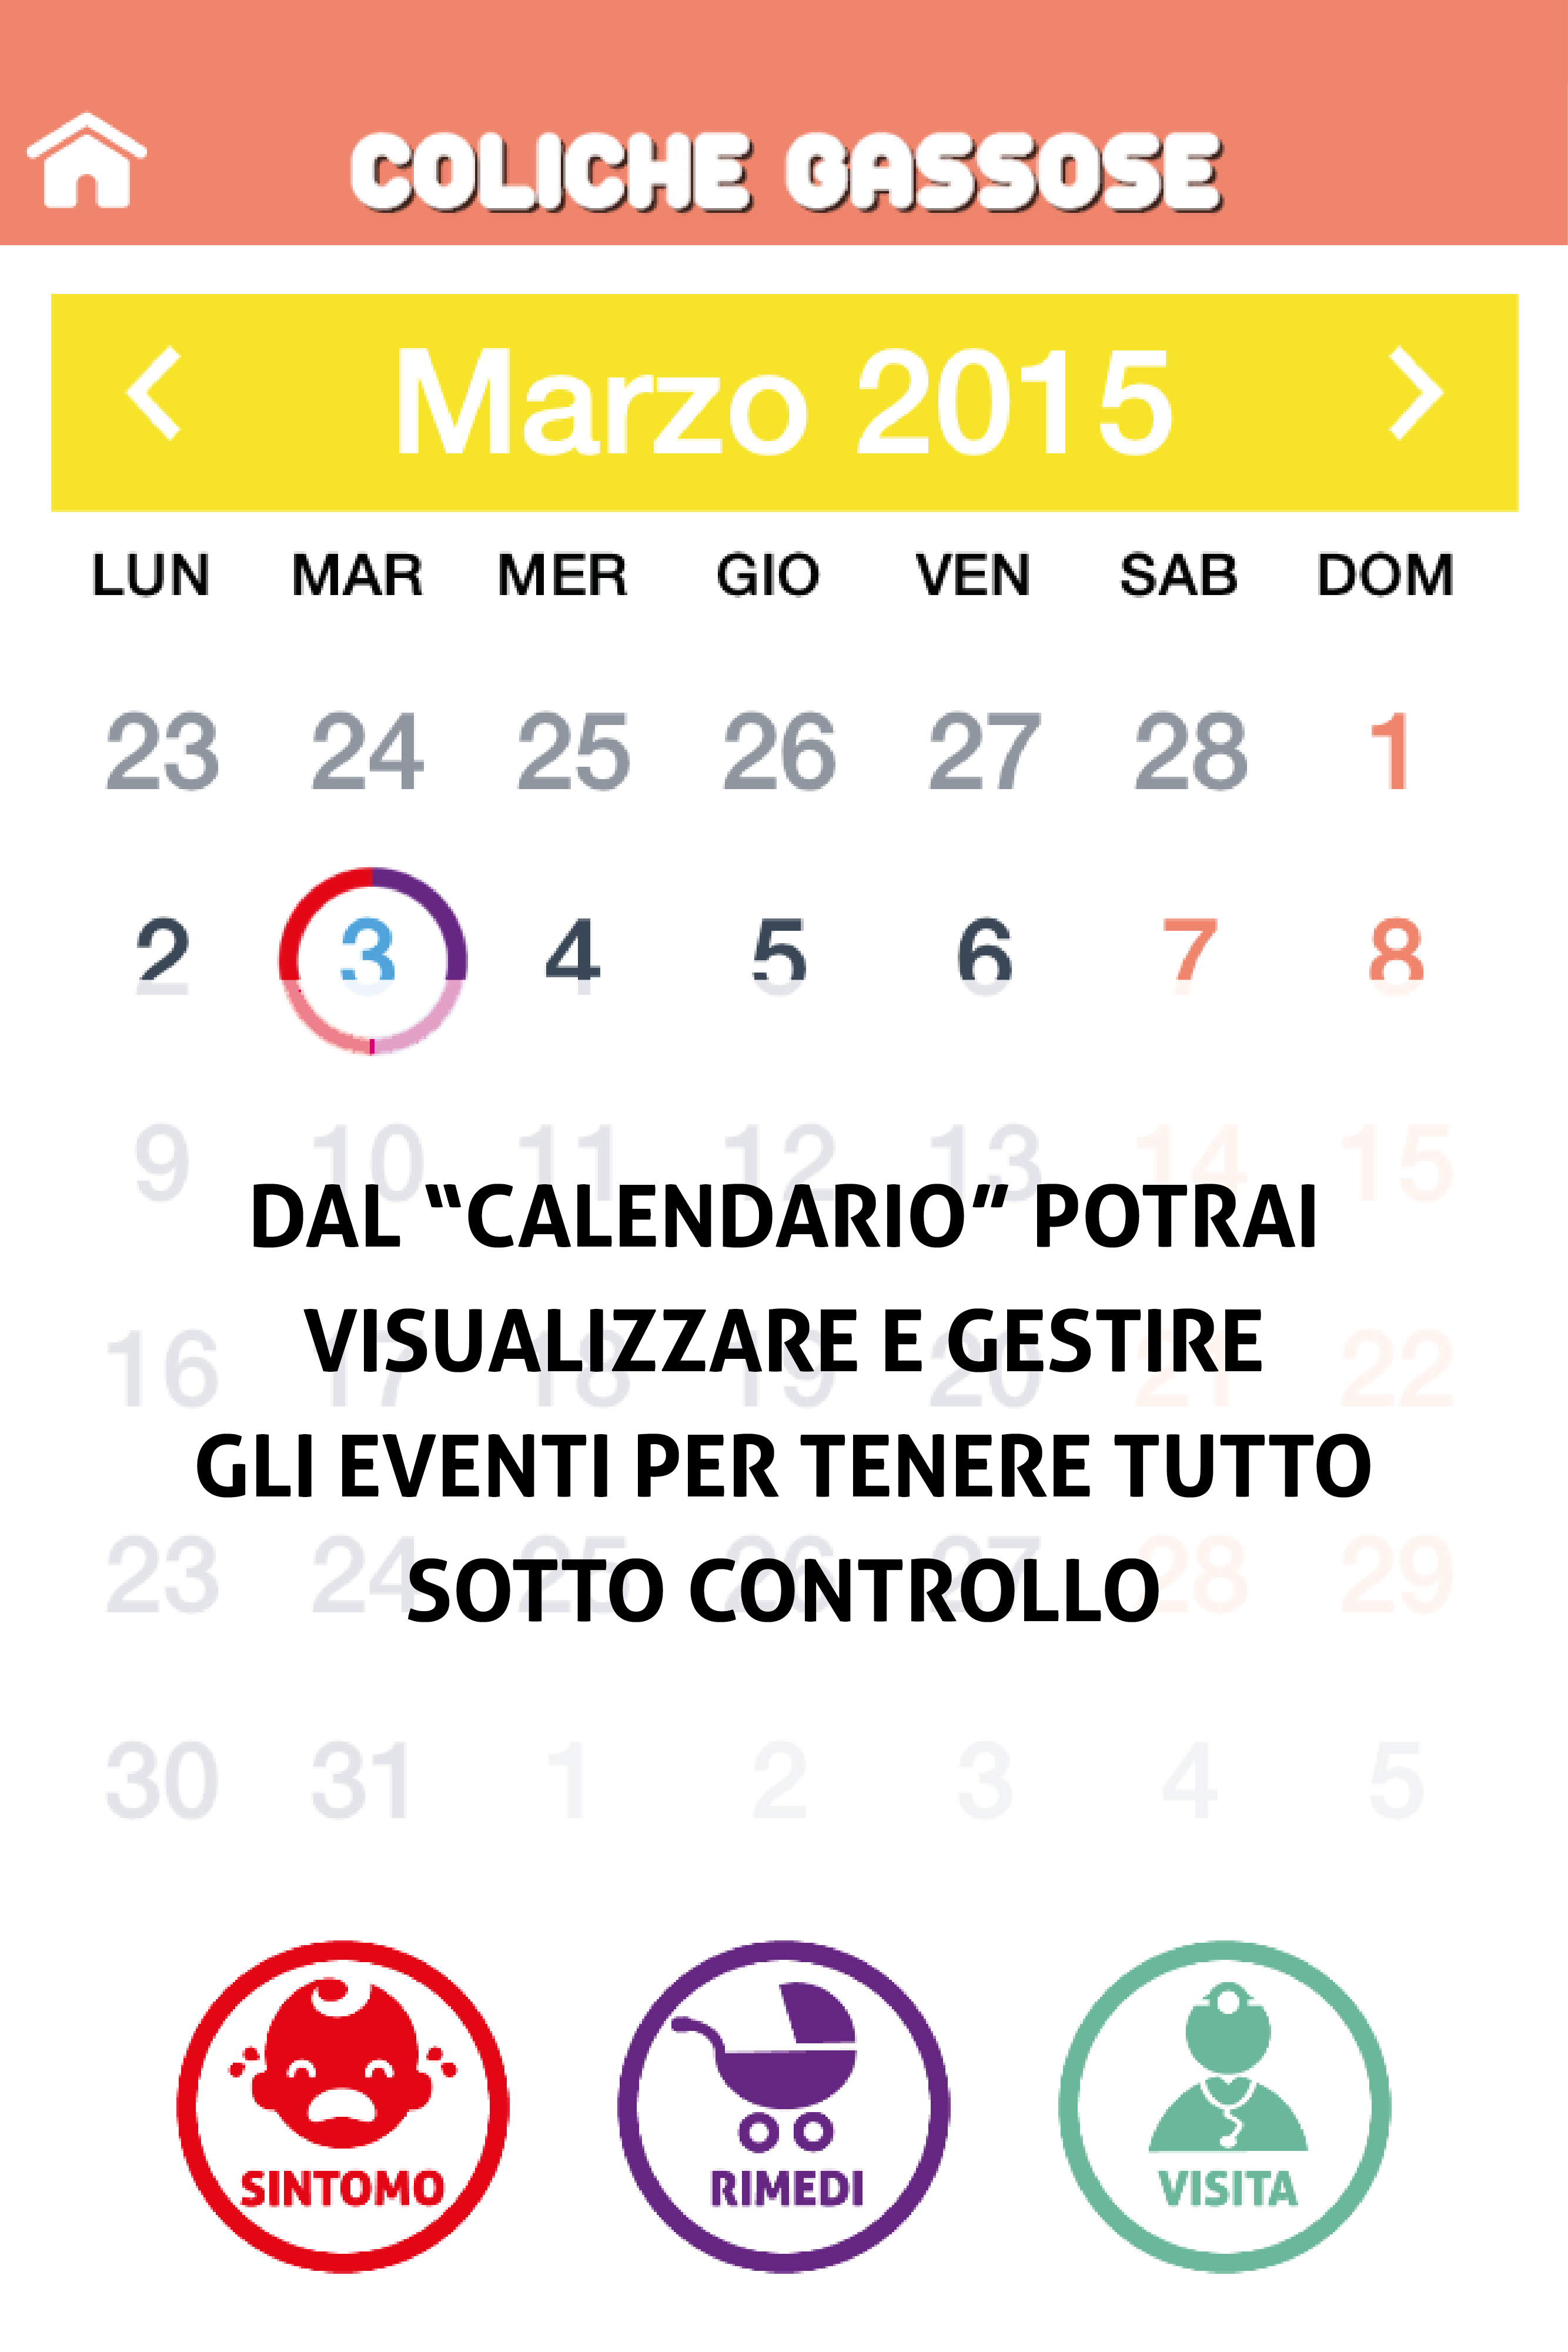 COLICHE GASSOSE
Marzo 2015
LUN MAR MER GIO VEN SAB DOM
23 24 25 26 27 28 1
2 3 4 5 6 7 8
9 10 11 12 13 14 15
DAL “CALENDARIO” POTRAI
16 17 18 19 20 21 22
VISUALIZZARE E GESTIRE
GLI EVENTI PER TENERE TUTTO
23 24 25 26 27 28 29
SOTTO CONTROLLO
30 31 1 2 3 4 5
SINTOMO RIMEDI VISITA